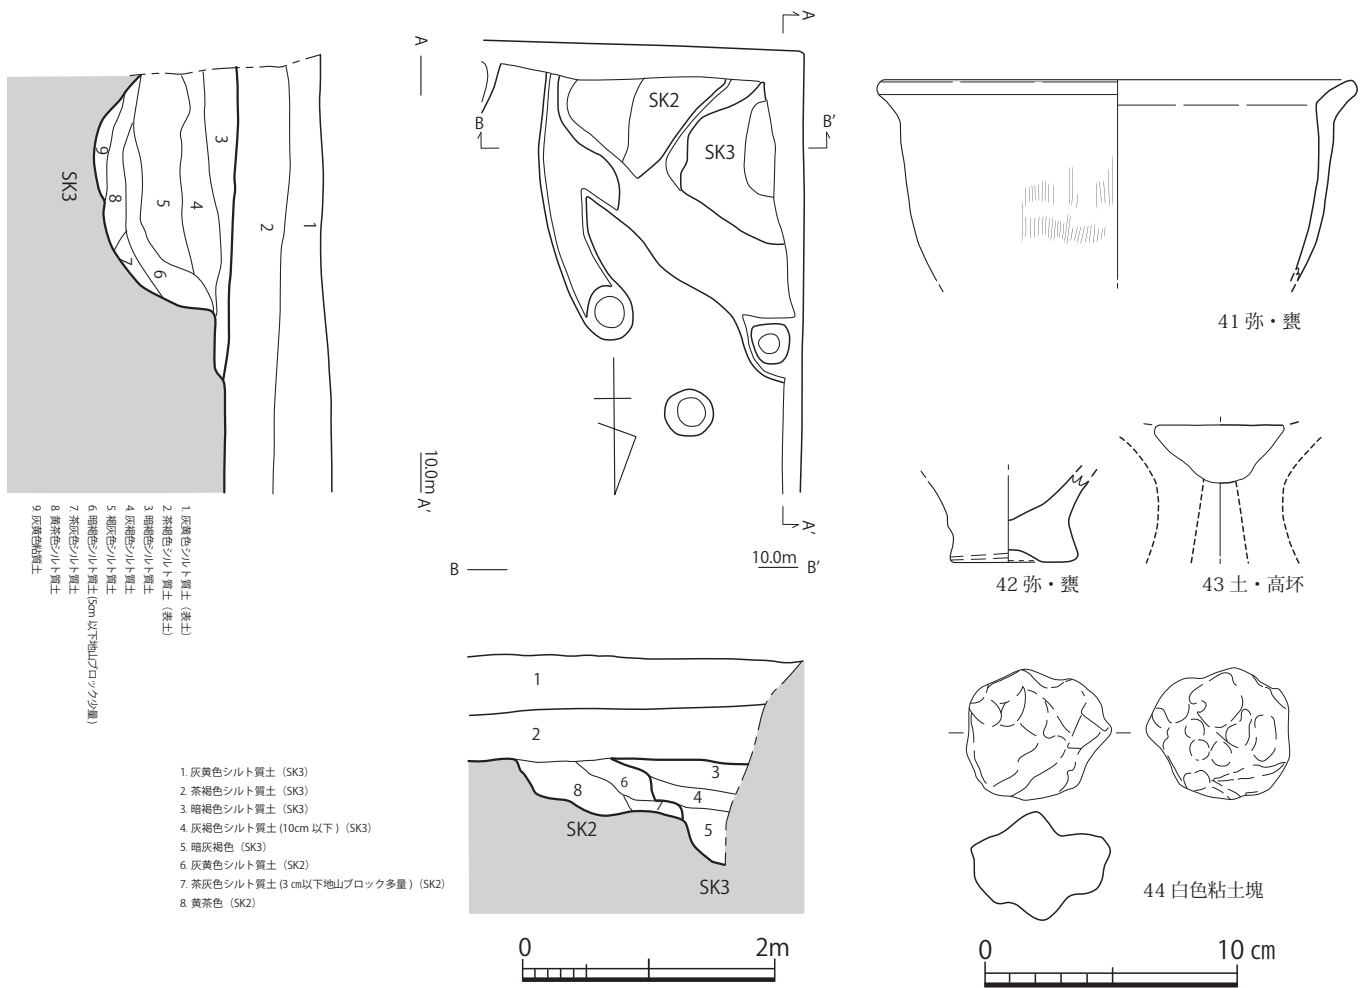 A
10.0m
A'
SK3
1
2
3
4
5
6
7
8
9
1. 灰黄色シルト質土（表土）
2 茶褐色シルト質土（表土）
3 暗褐色シルト質土
4 灰褐色シルト質土
5 褐灰色シルト質土
6 暗褐色シルト質土 (5cm 以下地山ブロック少量)
7. 茶灰色シルト質土
8 黄茶色シルト質土
9. 灰黄色粘質土
A
B
B'
SK2
SK3
A'
10.0m
B
B'
1
2
3
4
5
6
7
8
SK2
SK3
1. 灰黄色シルト質土（SK3）
2. 茶褐色シルト質土（SK3）
3. 暗褐色シルト質土（SK3）
4. 灰褐色シルト質土 (10cm 以下 )（SK3）
5. 暗灰褐色（SK3）
6. 灰黄色シルト質土（SK2）
7. 茶灰色シルト質土 (3 ㎝以下地山ブロック多量 )（SK2）
8. 黄茶色（SK2）
0 2m
41 弥・甕
42 弥・甕
43 土・高坏
44 白色粘土塊
0 10 ㎝